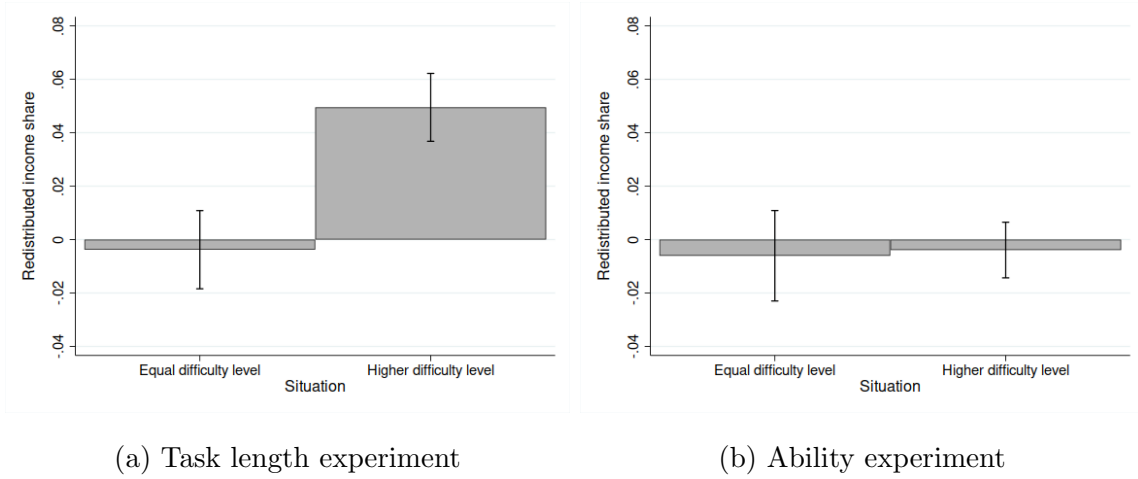 Redistributed income share
.08
.06
.04
.02
0
-.02
-.04
Equal difficulty level
Higher difficulty level
Situation
(a) Task length experiment
Redistributed income share
.08
.06
.04
.02
0
-.02
-.04
Equal difficulty level
Higher difficulty level
Situation
(b) Ability experiment